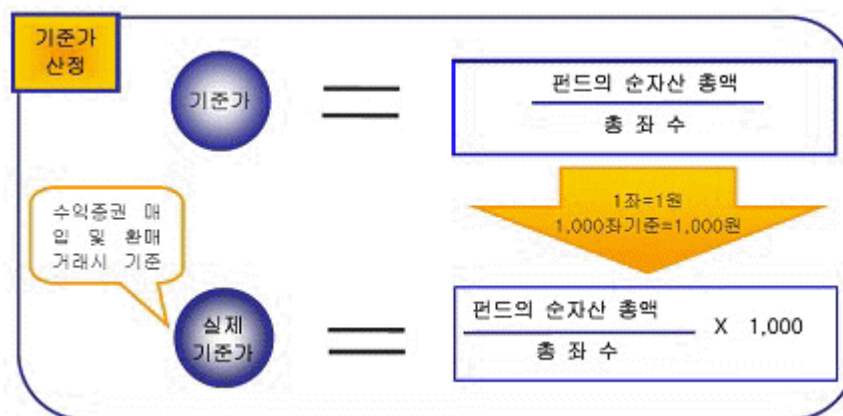 기준가
산정
기준가
펀드의 순자산 총액
총 좌 수
1좌=1원
1,000좌기준=1,000원
수익증권 매
입 및 환매
거래시 기준
실제
기준가
펀드의 순자산 총액
총 좌 수
X 1,000